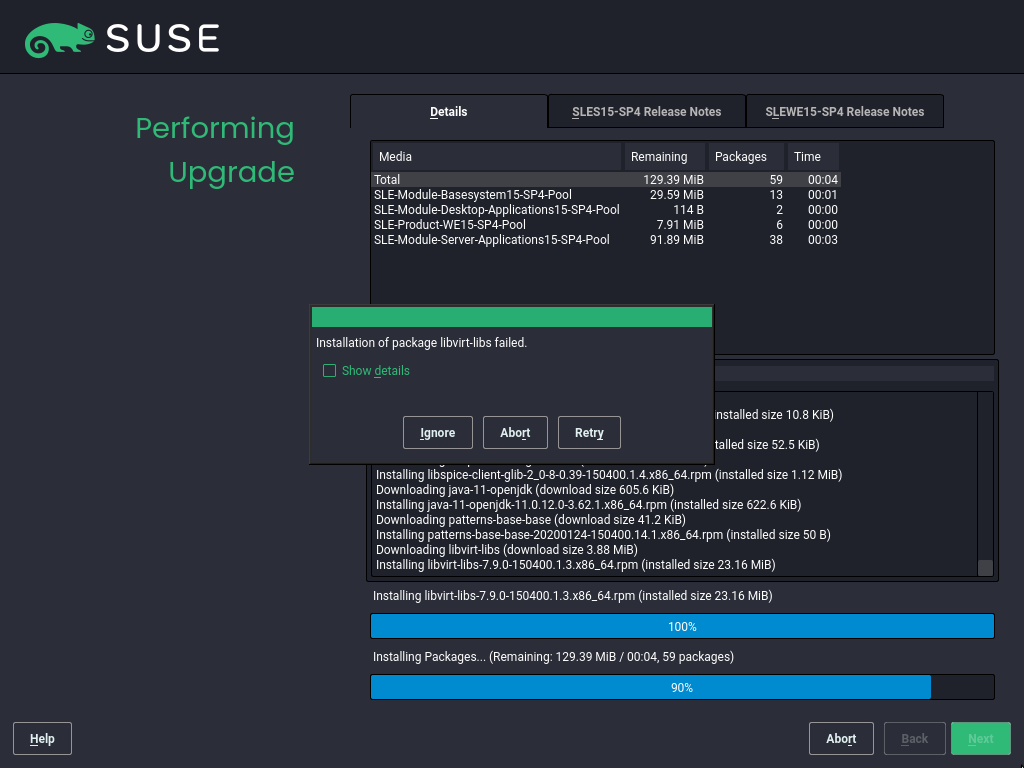 SUSE
Performing
Upgrade
Details
SLES15-SP4 Release Notes
SLEWE15-SP4 Release Notes
Media Remaining Packages Time
Total 129.39 MiB 59 00:04
SLE-Module-Basesystem15-SP4-Pool 29.59 MiB 13 00:01
SLE-Module-Desktop-Applications15-SP4-Pool 114 B 2 00:00
SLE-Product-WE15-SP4-Pool 7.91 MiB 6 00:00
SLE-Module-Server-Applications15-SP4-Pool 91.89 MiB 38 00:03
Installation of package libvirt-libs failed.
Show details
Ignore Abort Retry
installed size 10.8 KiB)
size 52.5 KiB)
Installing libspice-client-glib-2_0-8-0.39-150400.1.4.x86_64.rpm (installed size 1.12 MiB)
Downloading java-11-openjdk (download size 605.6 KiB)
Installing java-11-openjdk-11.0.12.0-3.62.1.x86_64.rpm (installed size 622.6 KiB)
Downloading patterns-base-base (download size 41.2 KiB)
Installing patterns-base-base-20200124-150400.14.1.x86_64.rpm (installed size 50 B)
Downloading libvirt-libs (download size 3.88 MiB)
Installing libvirt-libs-7.9.0-150400.1.3.x86_64.rpm (installed size 23.16 MiB)
Installing libvirt-libs-7.9.0-150400.1.3.x86_64.rpm (installed size 23.16 MiB)
100%
Installing Packages... (Remaining: 129.39 MiB / 00:04, 59 packages)
90%
Help Abort Back Next